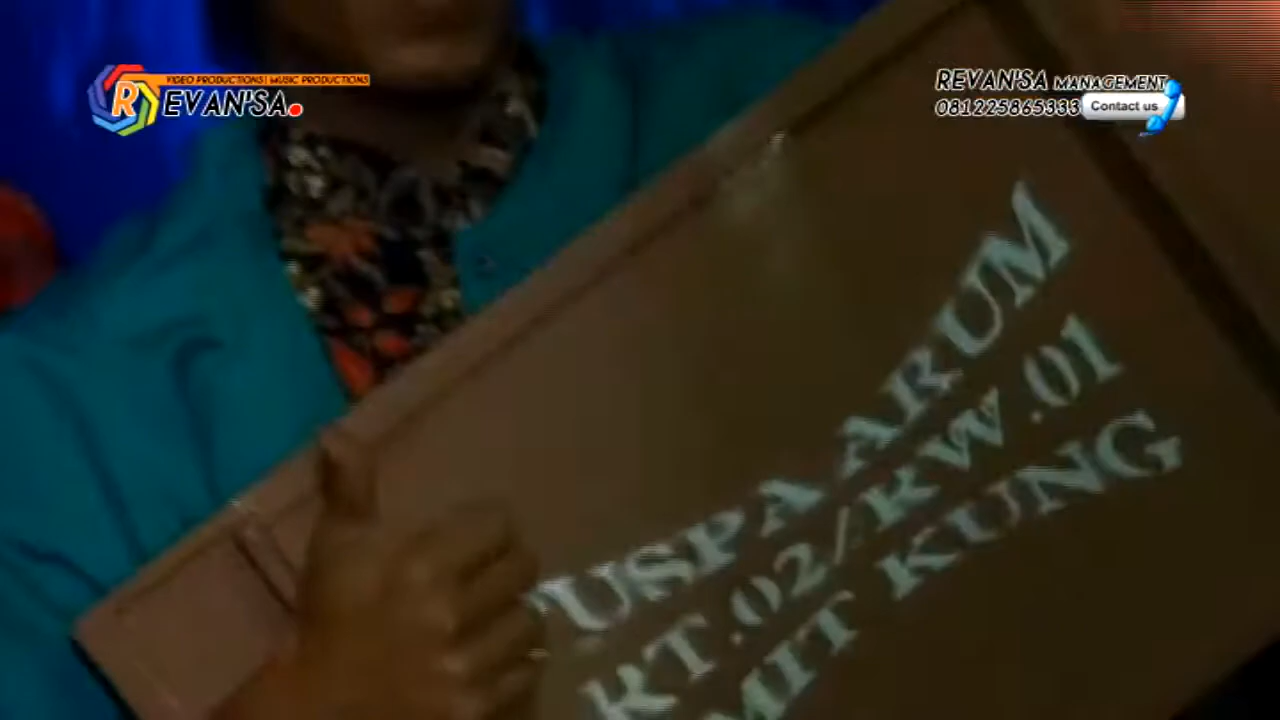 VIDEO PRODUCTIONS| MUSIC PRODUCTIONS
REVAN'SA.
REVAN'SA MANAGEMENT
081225865333 Contact us
USPA ARUM
RT.02/RW.01
MIT KUNG